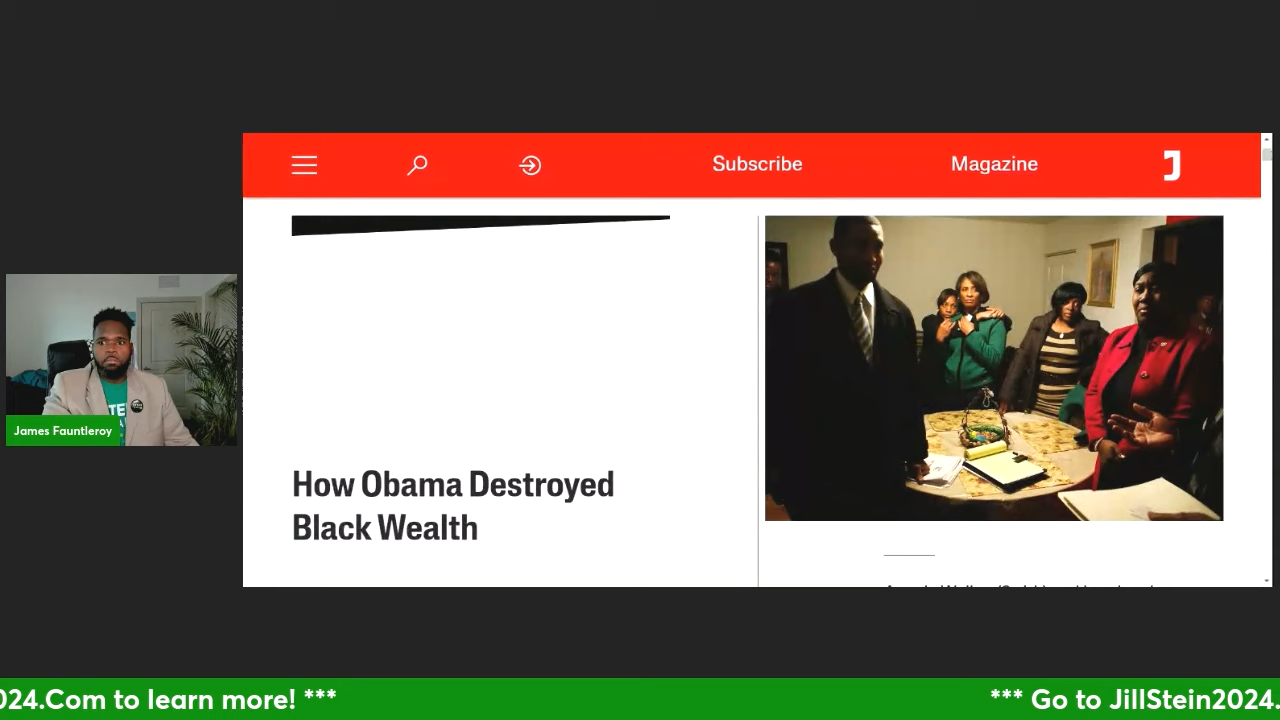 Subscribe
Magazine
J
James Fauntleroy
How Obama Destroyed
Black Wealth
024.Com to learn more! ***
*** Go to JillStein2024.